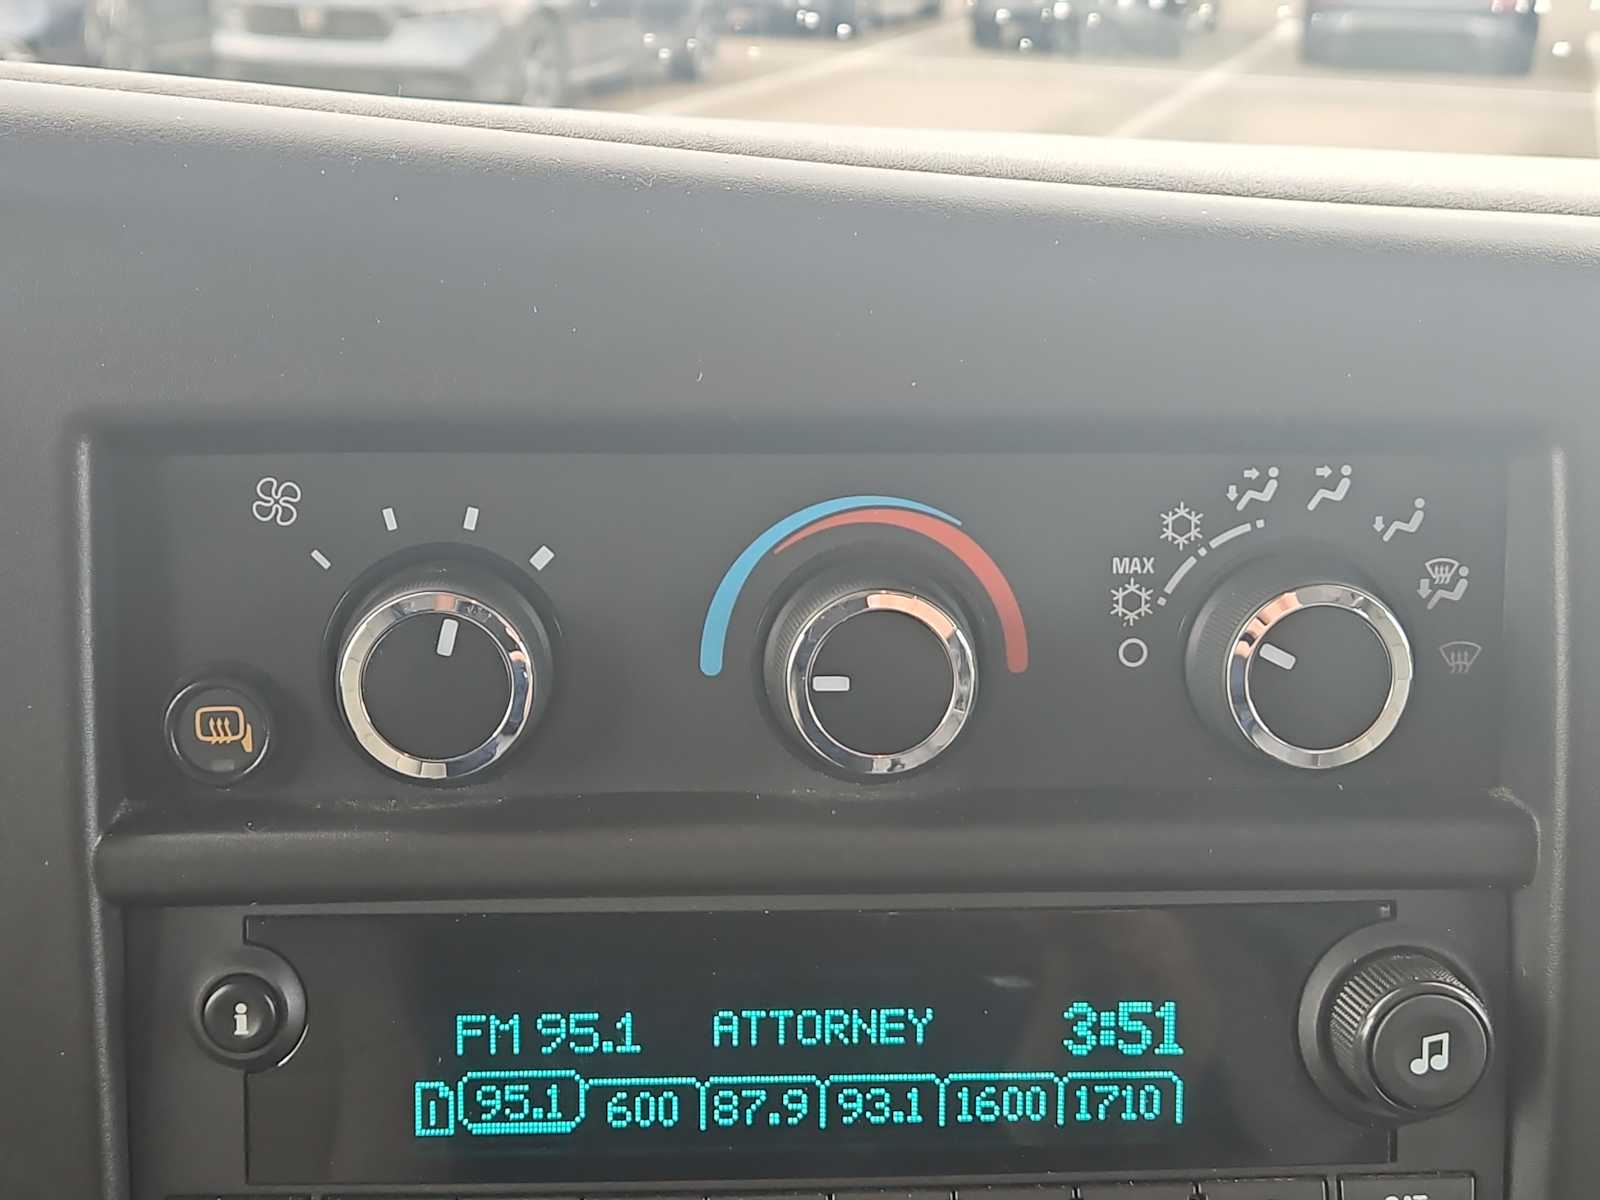 MAX
i
FM 95.1 ATTORNEY 3:51
95.1 600 87.9 93.1 1600 1710